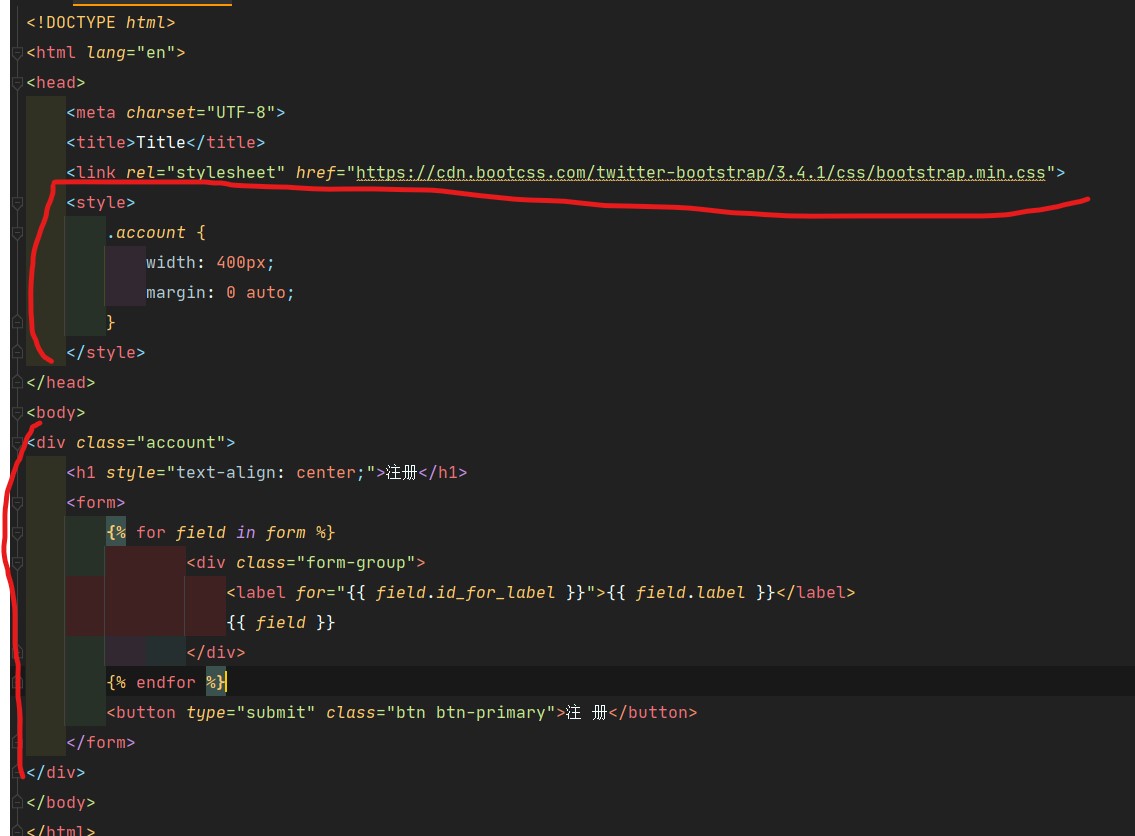 <!DOCTYPE html>
<html lang="en">
<head>
    <meta charset="UTF-8">
    <title>Title</title>
    <link rel="stylesheet" href="https://cdn.bootcss.com/twitter-bootstrap/3.4.1/css/bootstrap.min.css">
    <style>
        .account {
            width: 400px;
            margin: 0 auto;
        }
    </style>
</head>
<body>
<div class="account">
    <h1 style="text-align: center;">注册</h1>
    <form>
        {% for field in form %}
                <div class="form-group">
                    <label for="{{ field.id_for_label }}">{{ field.label }}</label>
                    {{ field }}
                </div>
        {% endfor %}
        <button type="submit" class="btn btn-primary">注 册</button>
    </form>
</div>
</body>
</html>